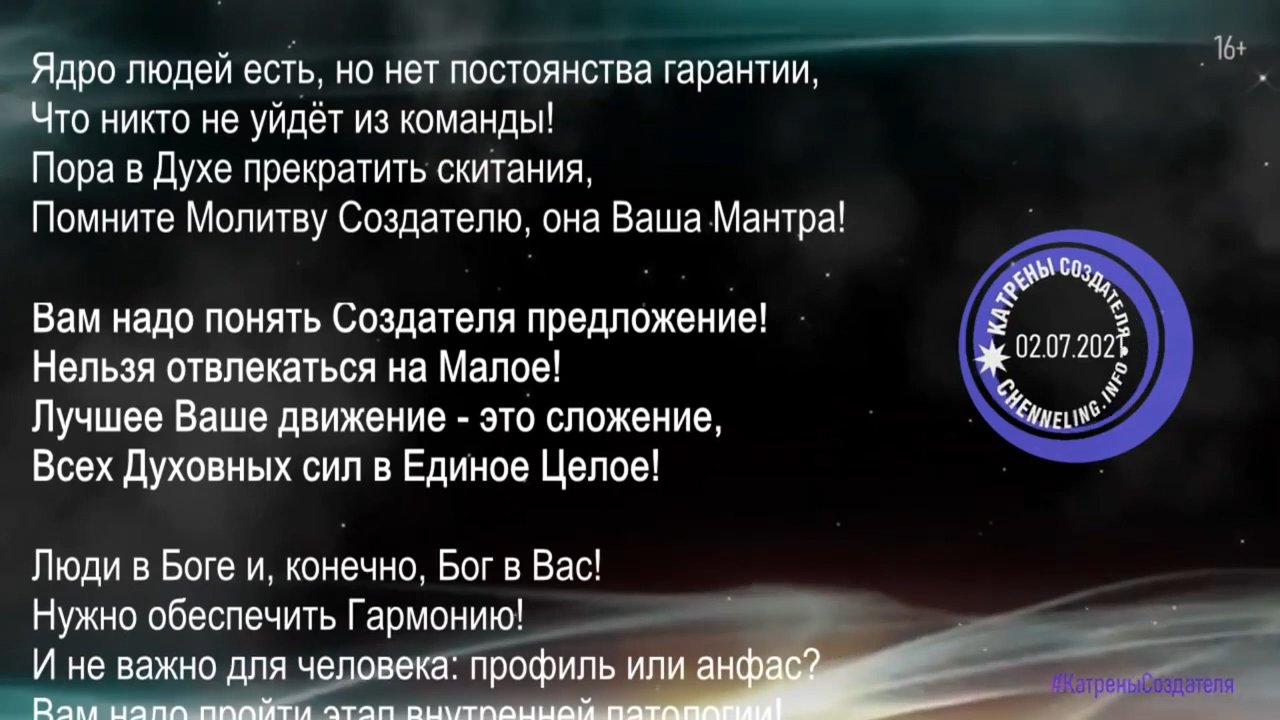 16+
Ядро людей есть, но нет постоянства гарантии,
Что никто не уйдёт из команды!
Пора в Духе прекратить скитания,
Помните Молитву Создателю, она Ваша Мантра!
Вам надо понять Создателя предложение!
Нельзя отвлекаться на Малое!
Лучшее Ваше движение - это сложение,
Всех Духовных сил в Единое Целое!
Люди в Боге и, конечно, Бог в Вас!
Нужно обеспечить Гармонию!
И не важно для человека: профиль или анфас?
Вам надо пройти этап внутренней патологии!
КАТРЕНЫ СОЗДАТЕЛЯ
02.07.2021
CHENNELING.INFO
#КатреныСоздателя